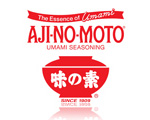 The Essence of Umami
AJI-NO-MOTO®
UMAMI SEASONING
味の素
SINCE 1909